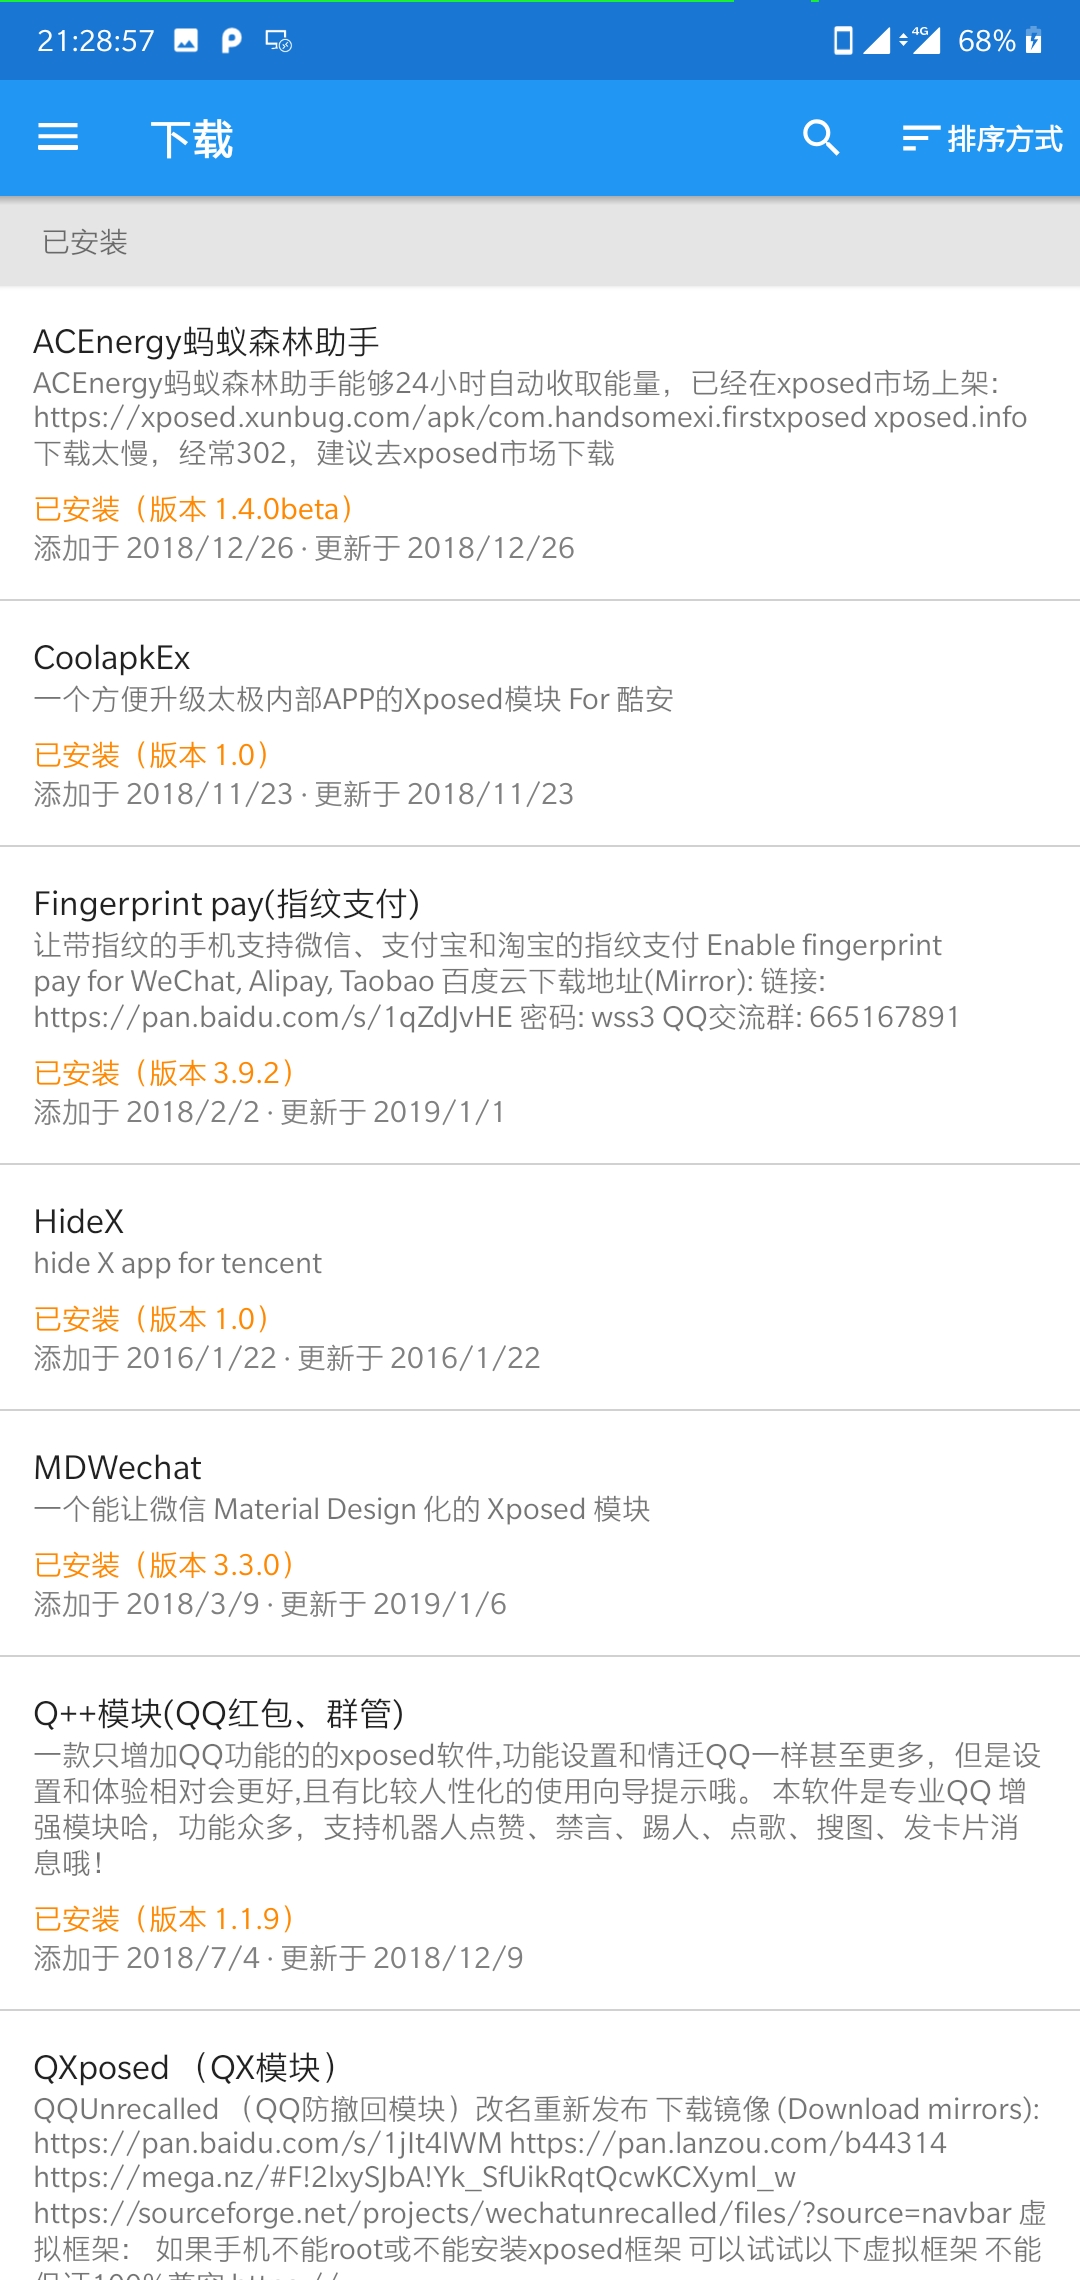 21:28:57
4G 68%
下载
排序方式
已安装
ACEnergy蚂蚁森林助手
ACEnergy蚂蚁森林助手能够24小时自动收取能量，已经在xposed市场上架:
https://xposed.xunbug.com/apk/com.handsomexi.firstxposed xposed.info
下载太慢，经常302，建议去xposed市场下载
已安装（版本 1.4.0beta）
添加于 2018/12/26 · 更新于 2018/12/26
CoolapkEx
一个方便升级太极内部APP的Xposed模块 For 酷安
已安装（版本 1.0）
添加于 2018/11/23 · 更新于 2018/11/23
Fingerprint pay(指纹支付)
让带指纹的手机支持微信、支付宝和淘宝的指纹支付 Enable fingerprint
pay for WeChat, Alipay, Taobao 百度云下载地址(Mirror): 链接:
https://pan.baidu.com/s/1qZdJvHE 密码: wss3 QQ交流群: 665167891
已安装（版本 3.9.2）
添加于 2018/2/2 · 更新于 2019/1/1
HideX
hide X app for tencent
已安装（版本 1.0）
添加于 2016/1/22 · 更新于 2016/1/22
MDWechat
一个能让微信 Material Design 化的 Xposed 模块
已安装（版本 3.3.0）
添加于 2018/3/9 · 更新于 2019/1/6
Q++模块(QQ红包、群管)
一款只增加QQ功能的的xposed软件,功能设置和情迁QQ一样甚至更多，但是设
置和体验相对会更好,且有比较人性化的使用向导提示哦。 本软件是专业QQ 增
强模块哈，功能众多，支持机器人点赞、禁言、踢人、点歌、搜图、发卡片消
息哦！
已安装（版本 1.1.9）
添加于 2018/7/4 · 更新于 2018/12/9
QXposed （QX模块）
QQUnrecalled （QQ防撤回模块）改名重新发布 下载镜像 (Download mirrors):
https://pan.baidu.com/s/1jIt4lWM https://pan.lanzou.com/b44314
https://mega.nz/#F!2lxySJbA!Yk_SfUikRqtQcwKCXyml_w
https://sourceforge.net/projects/wechatunrecalled/files/?source=navbar 虚
拟框架： 如果手机不能root或不能安装xposed框架 可以试试以下虚拟框架 不能